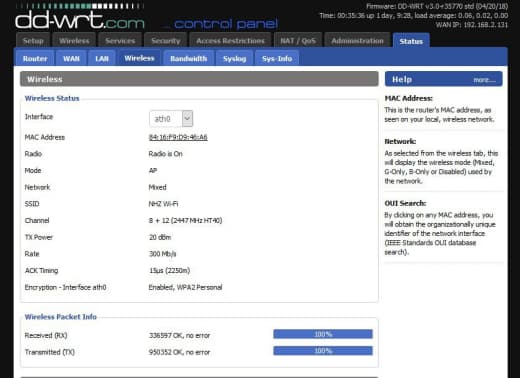 Firmware: DD-WRT v3.0-r35770 std (04/20/18)
Time: 00:35:36 up 1 day, 9:28, load average: 0.06, 0.02, 0.00
WAN IP: 192.168.2.131
dd-wrt.com ... control panel
Setup Wireless Services Security Access Restrictions NAT / QoS Administration Status
Router WAN LAN Wireless Bandwidth Syslog Sys-Info
Wireless
Help more...
Wireless Status
Interface ath0
MAC Address 84:16:F9:D9:46:A6
Radio Radio is On
Mode AP
Network Mixed
SSID NHZ Wi-Fi
Channel 8 + 12 (2447 MHz HT40)
TX Power 20 dBm
Rate 300 Mb/s
ACK Timing 15µs (2250m)
Encryption - Interface ath0 Enabled, WPA2 Personal
Wireless Packet Info
Received (RX) 336597 OK, no error 100%
Transmitted (TX) 950352 OK, no error 100%
MAC Address:
This is the router's MAC address, as
seen on your local, wireless network.
Network:
As selected from the wireless tab, this
will display the wireless mode (Mixed,
G-Only, B-Only or Disabled) used by
the network.
OUI Search:
By clicking on any MAC address, you
will obtain the organizationally unique
identifier of the network interface
(IEEE Standards OUI database
search).